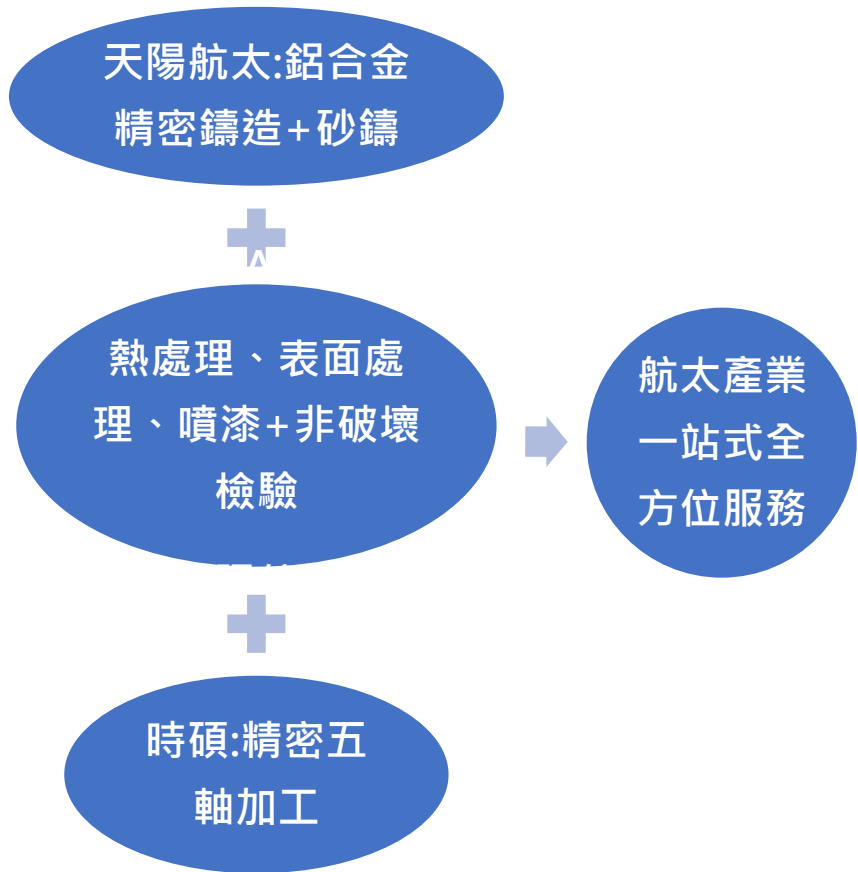 天陽航太:鋁合金
精密鑄造+砂鑄
熱處理、表面處
理、噴漆+非破壞
檢驗
時碩:精密五
軸加工
航太產業
一站式全
方位服務